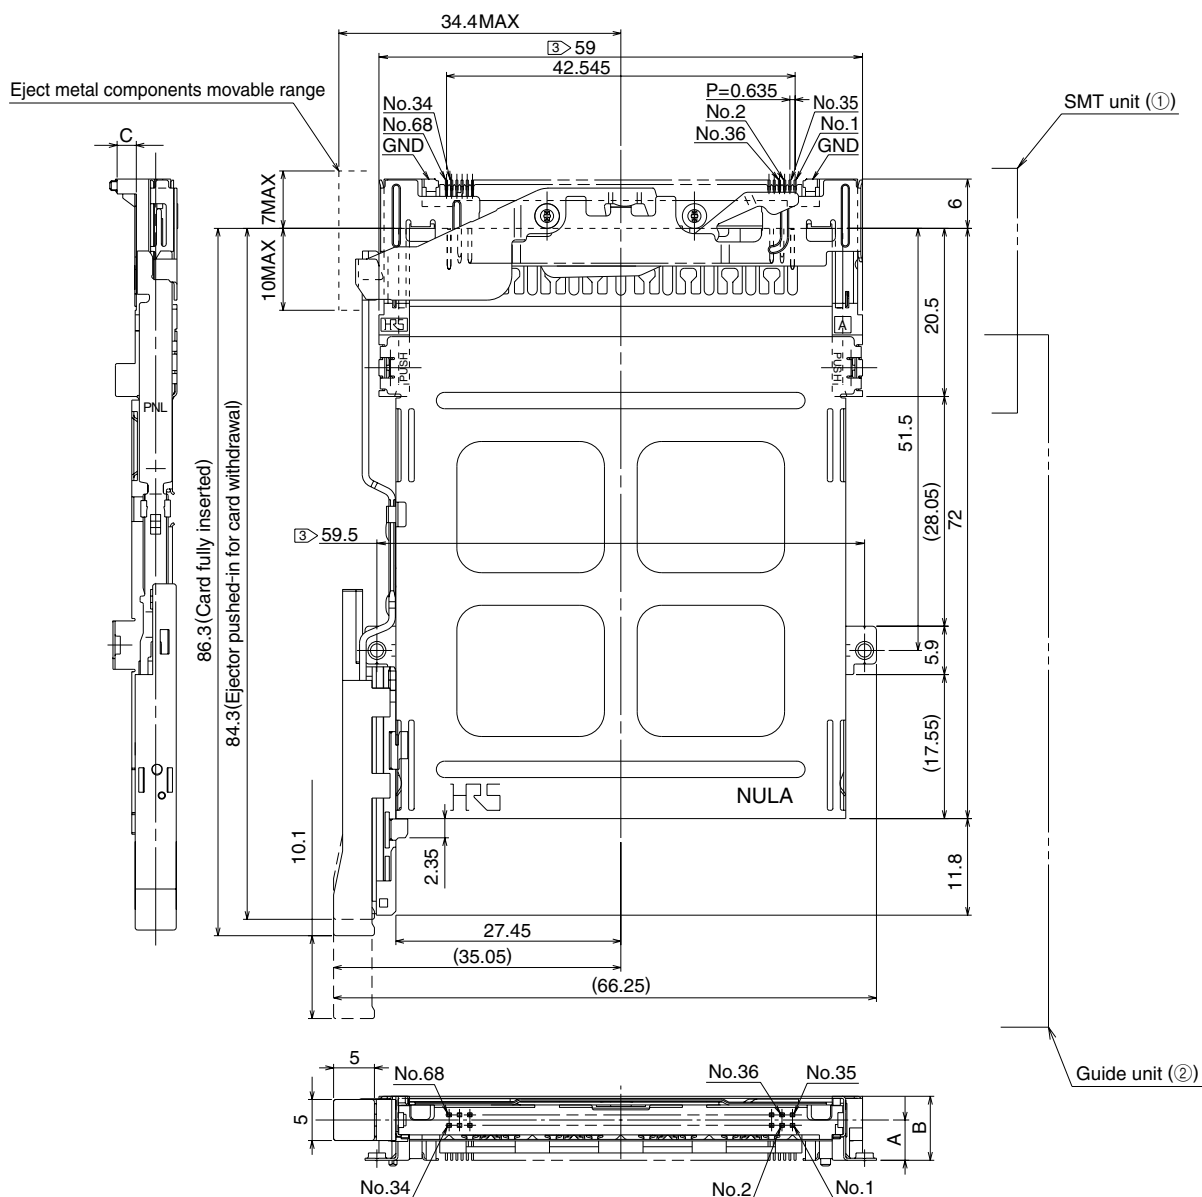 34.4MAX
3 59
42.545
Eject metal components movable range
P=0.635
No.34
No.68
GND
No.2
No.36
No.35
No.1
GND
SMT unit (①)
C
7MAX
10MAX
6
20.5
HRS
A
PUSH
PUSH
PNL
51.5
(28.05)
72
3 59.5
86.3(Card fully inserted)
84.3(Ejector pushed-in for card withdrawal)
5.9
(17.55)
HRS
NULA
10.1
2.35
11.8
27.45
(35.05)
(66.25)
5
No.68
No.36
No.35
Guide unit (②)
5
A
B
No.34
No.2
No.1